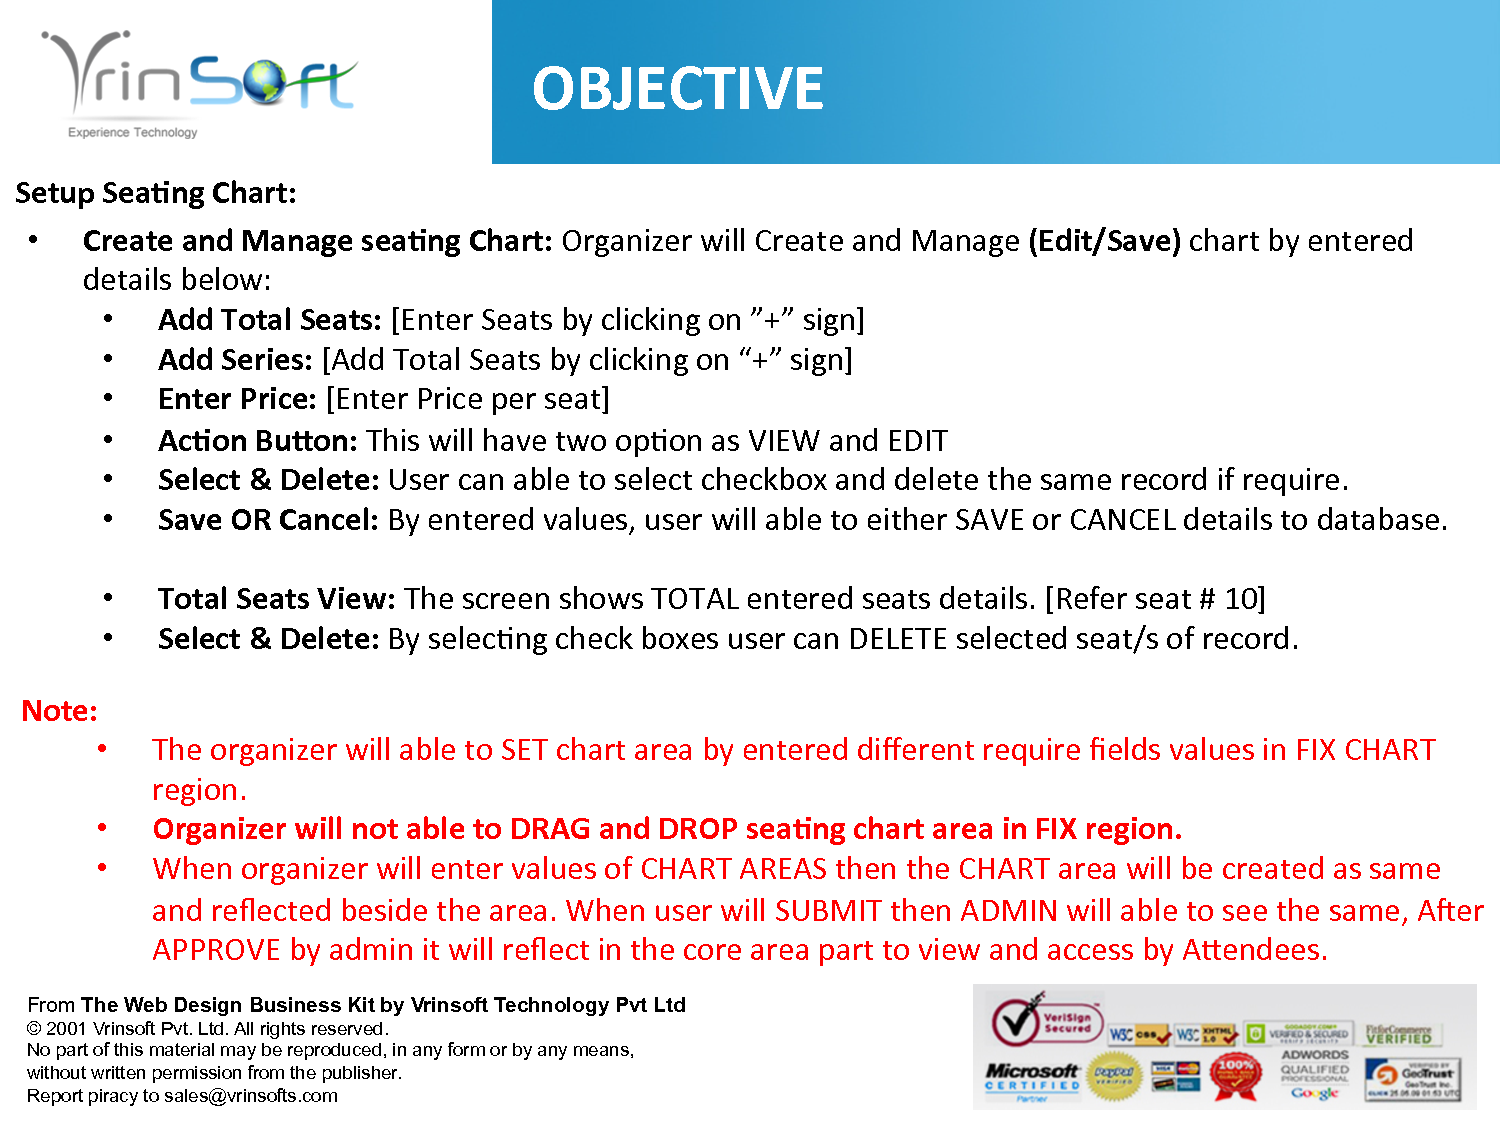 VrinSoft
Experience Technology
OBJECTIVE
Setup Seating Chart:
• Create and Manage seating Chart: Organizer will Create and Manage (Edit/Save) chart by entered
details below:
• Add Total Seats: [Enter Seats by clicking on ”+” sign]
• Add Series: [Add Total Seats by clicking on “+” sign]
• Enter Price: [Enter Price per seat]
• Action Button: This will have two option as VIEW and EDIT
• Select & Delete: User can able to select checkbox and delete the same record if require.
• Save OR Cancel: By entered values, user will able to either SAVE or CANCEL details to database.
• Total Seats View: The screen shows TOTAL entered seats details. [Refer seat # 10]
• Select & Delete: By selecting check boxes user can DELETE selected seat/s of record.
Note:
• The organizer will able to SET chart area by entered different require fields values in FIX CHART
region.
• Organizer will not able to DRAG and DROP seating chart area in FIX region.
• When organizer will enter values of CHART AREAS then the CHART area will be created as same
and reflected beside the area. When user will SUBMIT then ADMIN will able to see the same, After
APPROVE by admin it will reflect in the core area part to view and access by Attendees.
From The Web Design Business Kit by Vrinsoft Technology Pvt Ltd
© 2001 Vrinsoft Pvt. Ltd. All rights reserved.
No part of this material may be reproduced, in any form or by any means,
without written permission from the publisher.
Report piracy to sales@vrinsofts.com
VeriSign
Secured
W3C CSS
W3C XHTML 1.0
VERIFIED & SECURED
FitforCommerce
VERIFIED
Microsoft
CERTIFIED
Partner
PayPal
VERIFIED
100%
ADWORDS
QUALIFIED
PROFESSIONAL
Google
GeoTrust